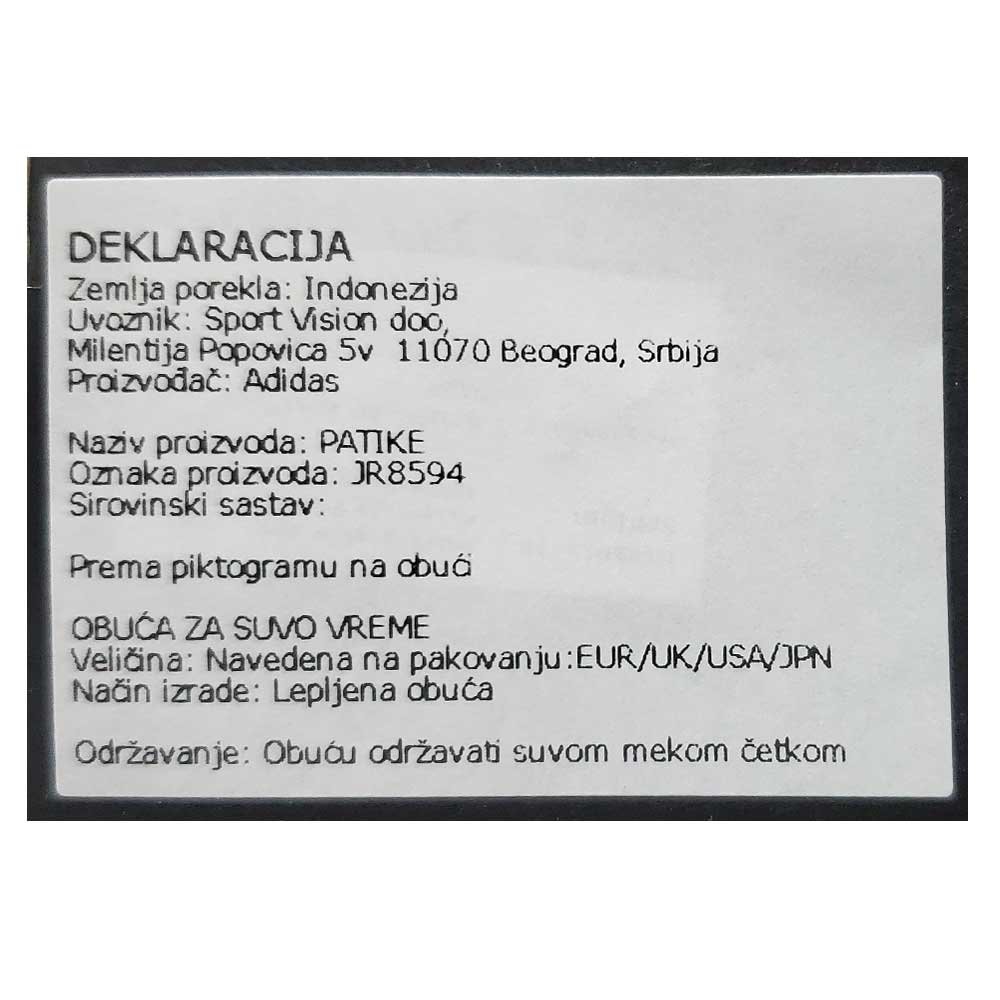 DEKLARACIJA
Zemlja porekla: Indonezija
Uvoznik: Sport Vision doo,
Milentija Popovica 5v  11070 Beograd, Srbija
Proizvođač: Adidas
Naziv proizvoda: PATIKE
Oznaka proizvoda: JR8594
Sirovinski sastav:
Prema piktogramu na obući
OBUĆA ZA SUVO VREME
Veličina: Navedena na pakovanju:EUR/UK/USA/JPN
Način izrade: Lepljena obuća
Održavanje: Obuću održavati suvom mekom četkom